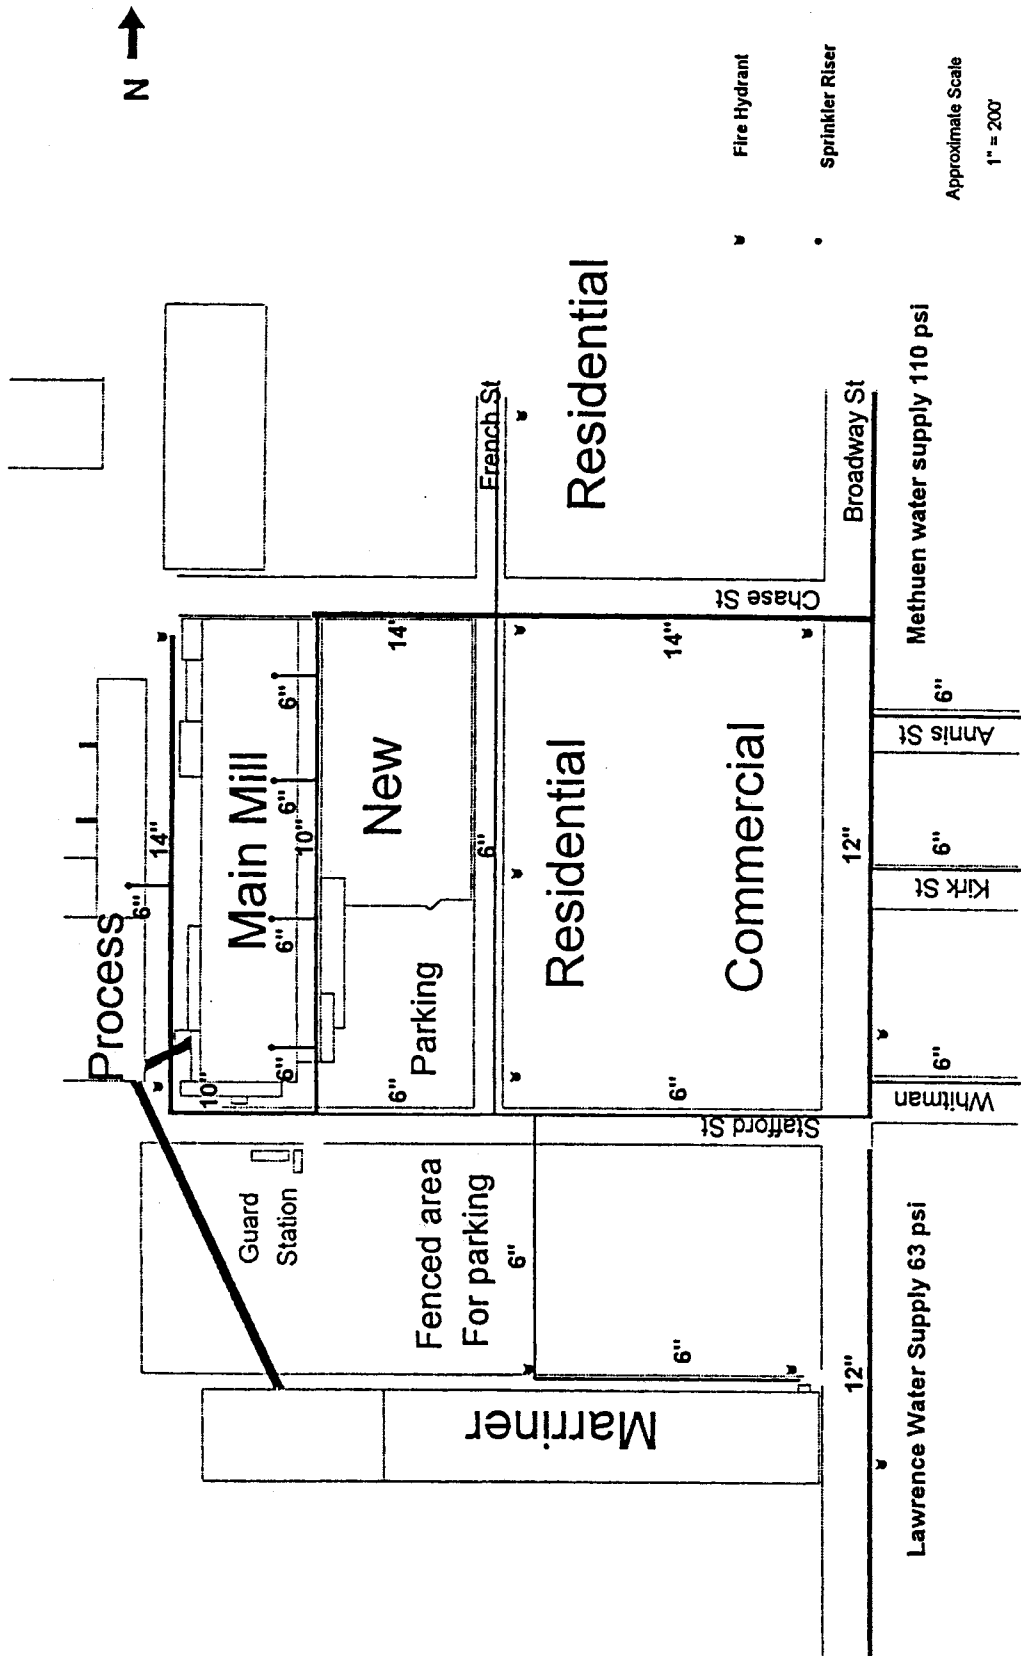 N
Process
6"
14"
10"
Main Mill
6"
6"
6"
6"
10"
New
14"
Parking
6"
French St
6"
Guard
Station
Fenced area
For parking
6"
Residential
Residential
Commercial
14"
6"
Chase St
Stafford St
6"
Marriner
Broadway St
12"
12"
Whitman
6"
Kirk St
6"
Annis St
6"
Lawrence Water Supply 63 psi
Methuen water supply 110 psi
Fire Hydrant
Sprinkler Riser
Approximate Scale
1" = 200'